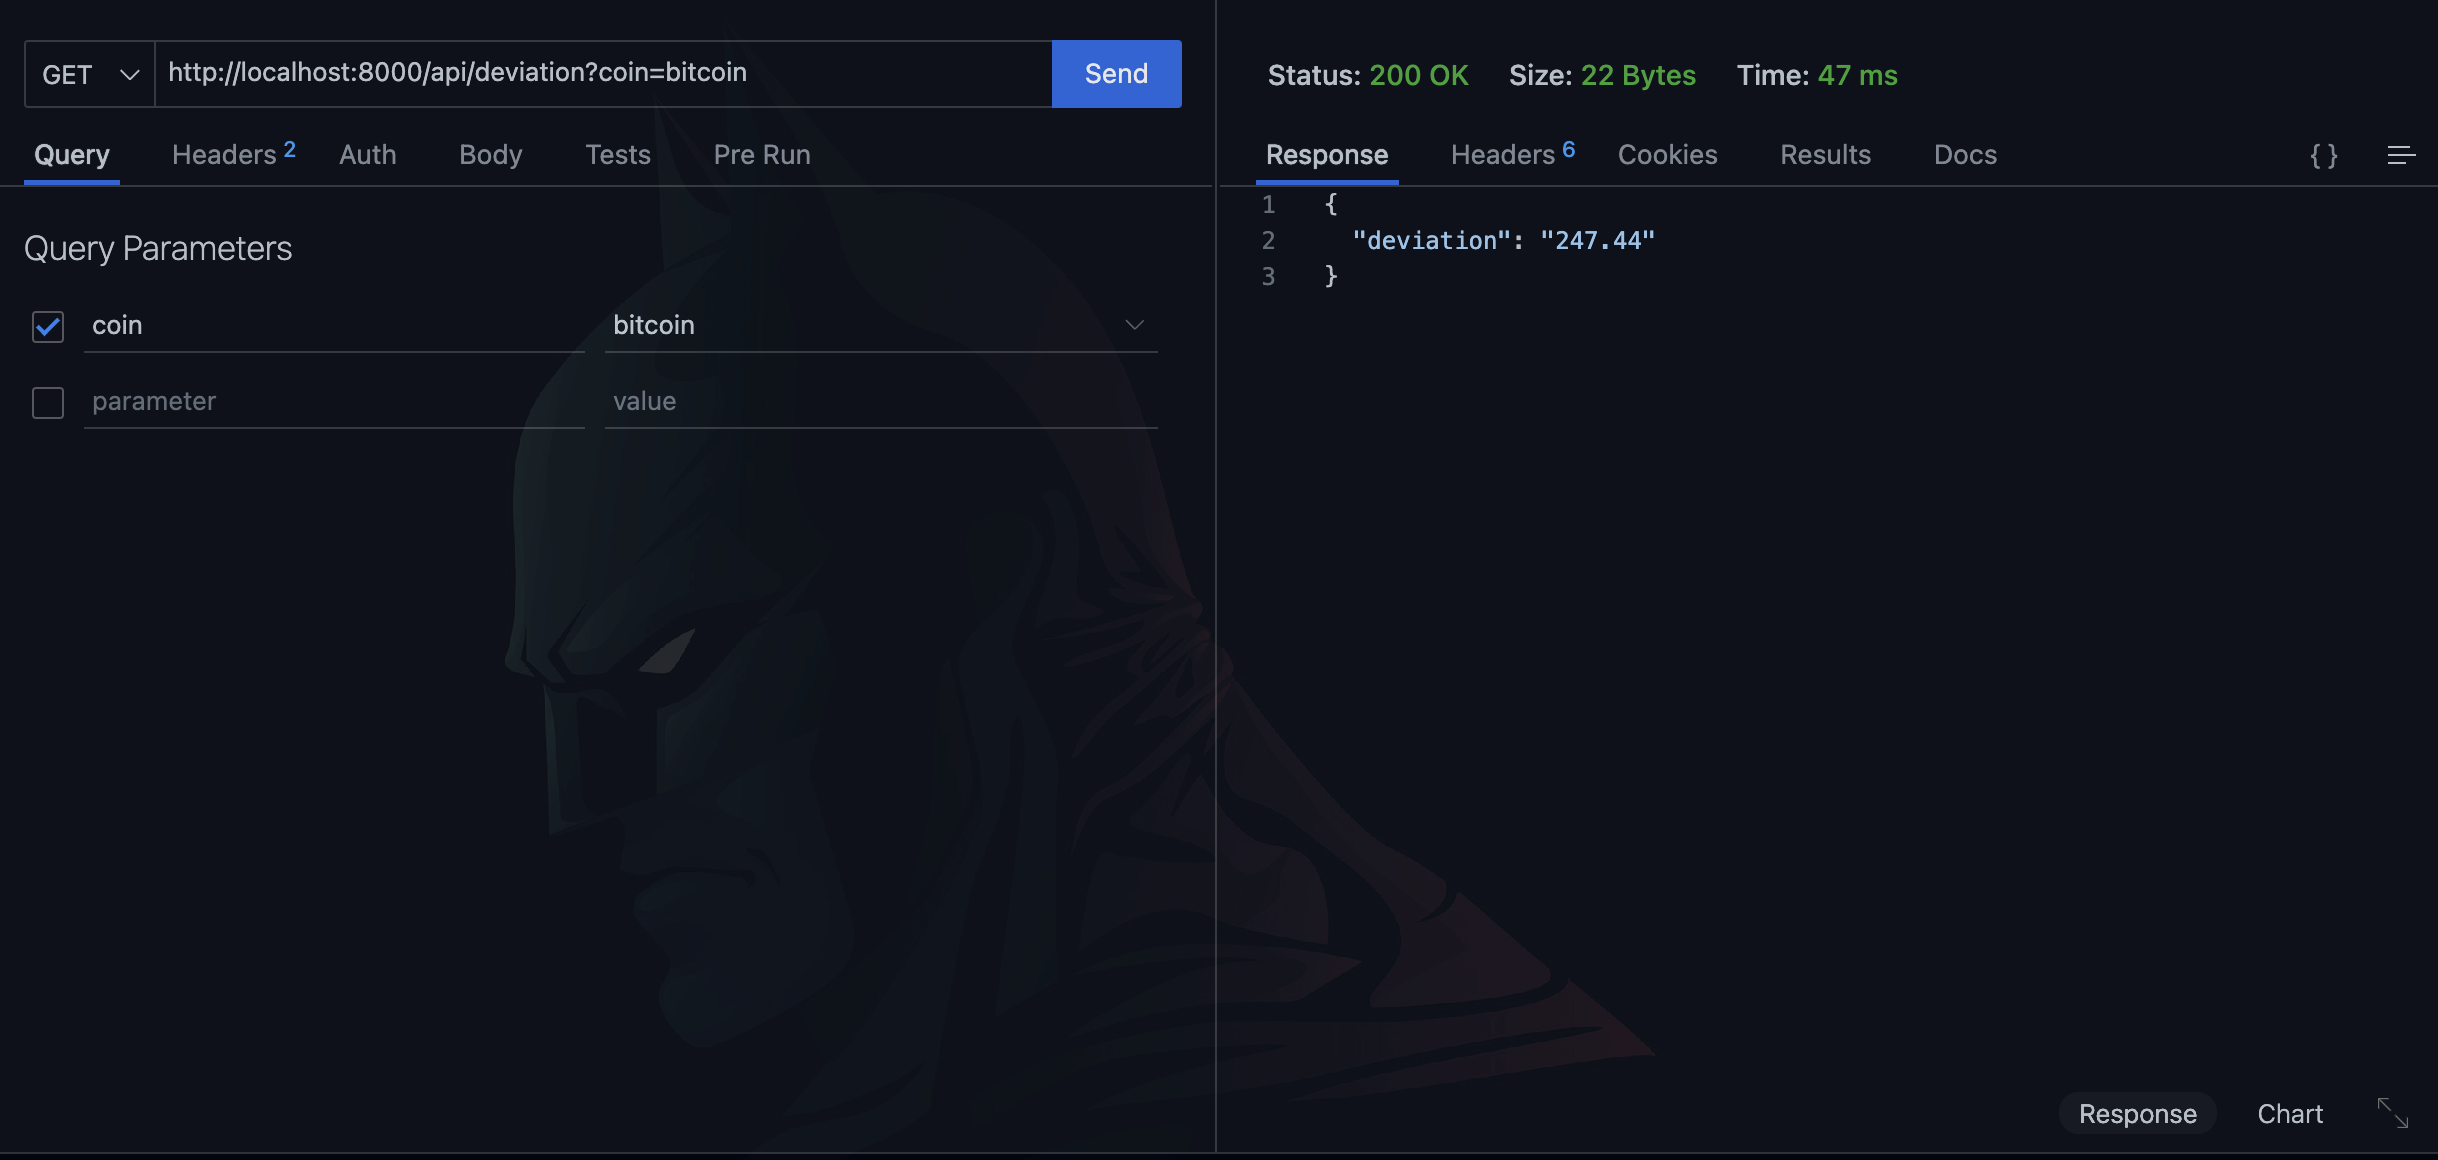 GET http://localhost:8000/api/deviation?coin=bitcoin Send
Query Headers 2 Auth Body Tests Pre Run
Query Parameters
coin bitcoin
parameter value
Status: 200 OK Size: 22 Bytes Time: 47 ms
Response Headers 6 Cookies Results Docs { }
1 {
2 "deviation": "247.44"
3 }
Response Chart